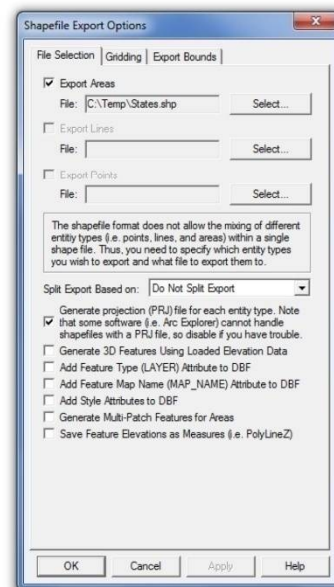 Shapefile Export Options
File Selection Gridding Export Bounds
Export Areas
File: C:\Temp\States.shp Select...
Export Lines
File: Select...
Export Points
File: Select...
The shapefile format does not allow the mixing of different
entitiy types (i.e. points, lines, and areas) within a single
shape file. Thus, you need to specify which entity types
you wish to export and what file to export them to.
Split Export Based on: Do Not Split Export
Generate projection (PRJ) file for each entity type. Note
that some software (i.e. Arc Explorer) cannot handle
shapefiles with a PRJ file, so disable if you have trouble.
Generate 3D Features Using Loaded Elevation Data
Add Feature Type (LAYER) Attribute to DBF
Add Feature Map Name (MAP_NAME) Attribute to DBF
Add Style Attributes to DBF
Generate Multi-Patch Features for Areas
Save Feature Elevations as Measures (i.e. PolyLineZ)
OK Cancel Apply Help